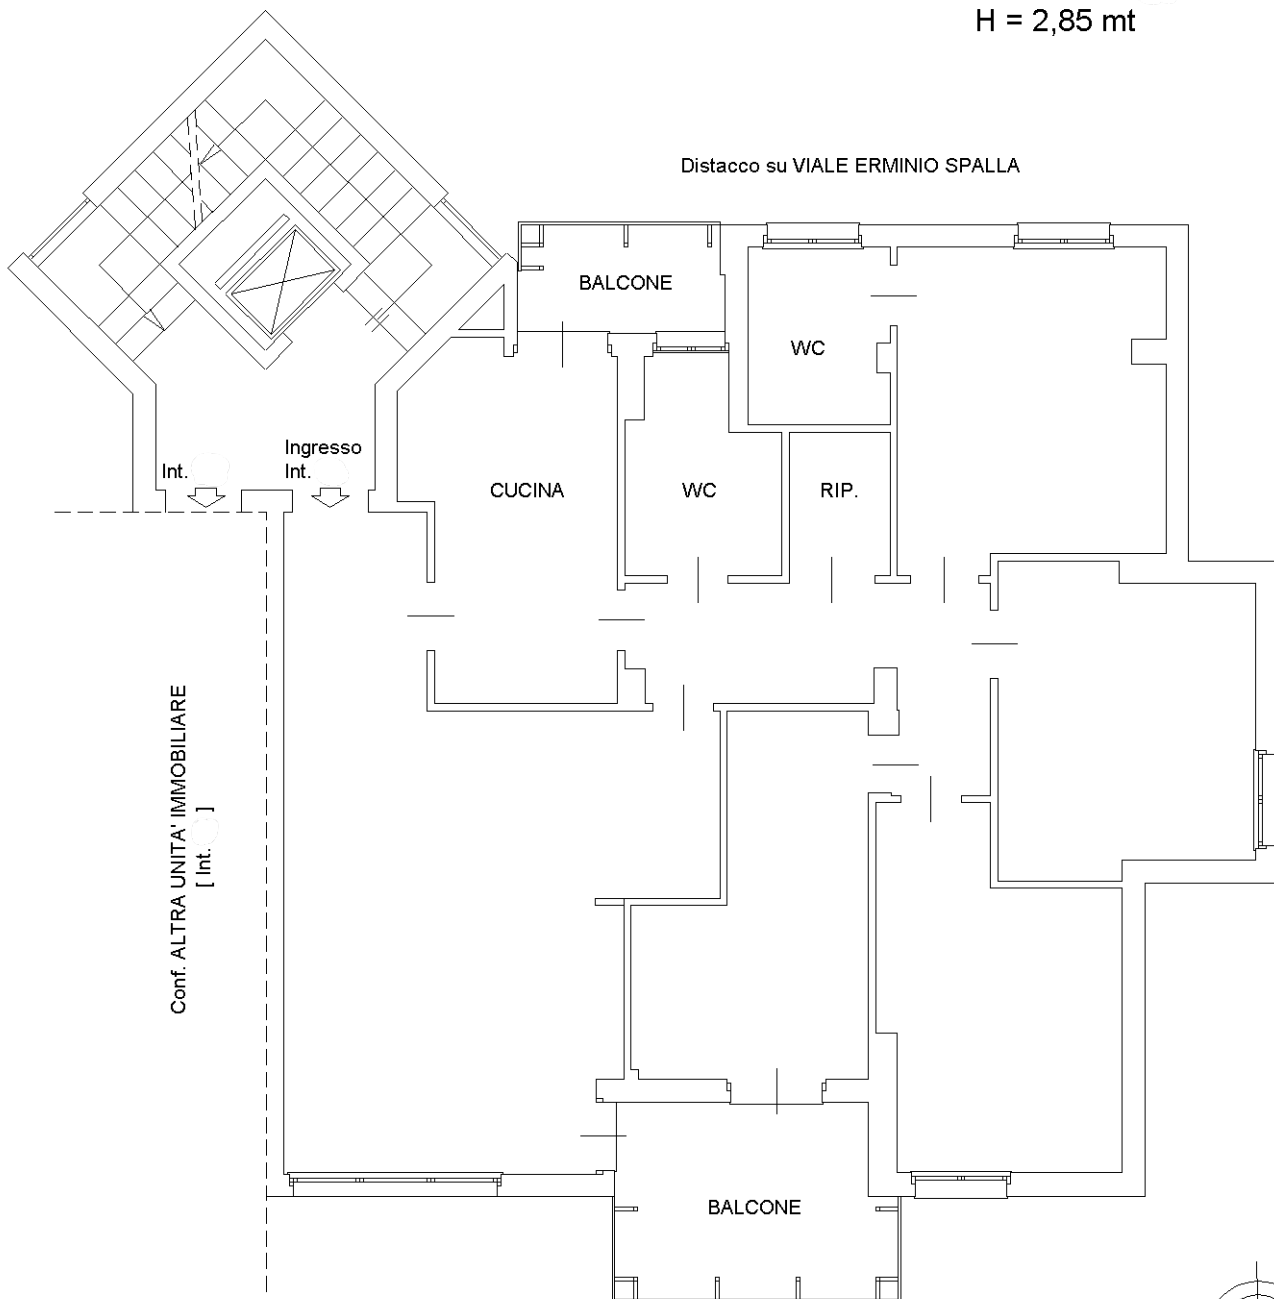 H = 2,85 mt
Distacco su VIALE ERMINIO SPALLA
BALCONE
WC
Ingresso
Int.
Int.
CUCINA
WC
RIP.
Conf. ALTRA UNITA' IMMOBILIARE
[ Int. ]
BALCONE